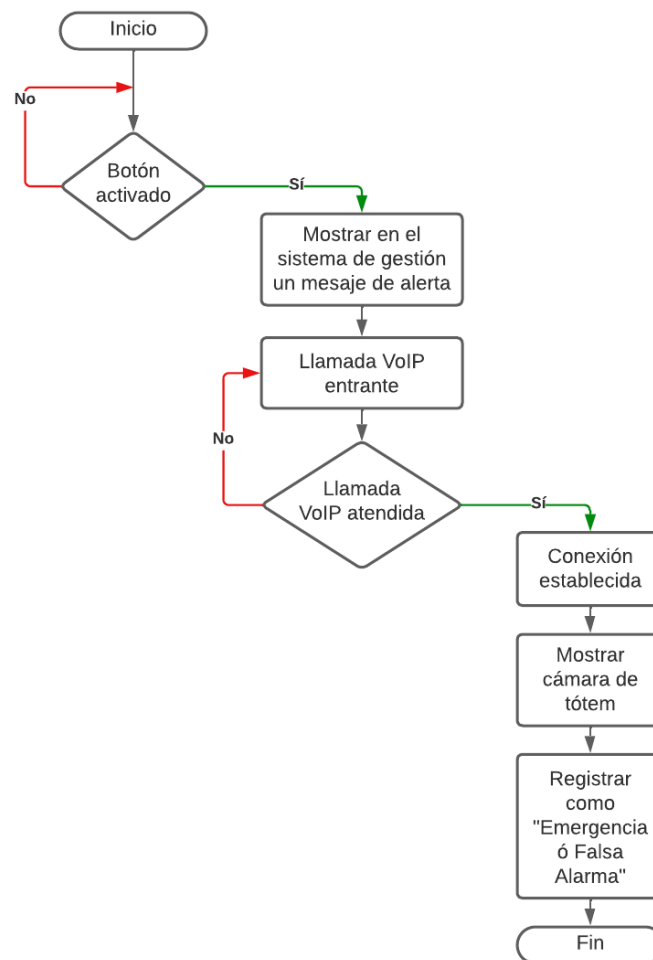 Inicio
No
Botón
activado
Sí
Mostrar en el
sistema de gestión
un mesaje de alerta
Llamada VoIP
entrante
No
Llamada
VoIP atendida
Sí
Conexión
establecida
Mostrar
cámara de
tótem
Registrar
como
"Emergencia
ó Falsa
Alarma"
Fin